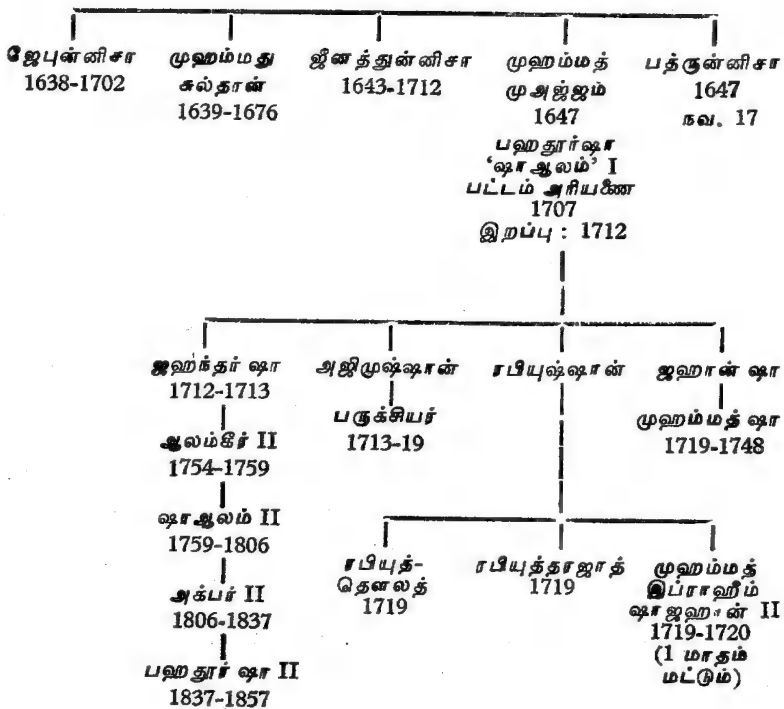 ஜேபுன்னிசா
1638-1702
முஹம்மது
சுல்தான்
1639-1676
ஜீனத்துன்னிசா
1643-1712
முஹம்மத்
முஅஜ்ஜம்
1647
பஹதூர்ஷா
‘ஷாஆலம்’ I
பட்டம் அரியணை
1707
இறப்பு : 1712
பத்ருன்னிசா
1647
நவ. 17
ஜஹந்தர் ஷா
1712-1713
ஆலம்கீர் II
1754-1759
ஷாஆலம் II
1759-1806
அக்பர் II
1806-1837
பஹதூர் ஷா II
1837-1857
அஜிமுஷ்ஷான்
பருக்சியர்
1713-19
ரபியுஷ்ஷான்
ரபியுத்-
தௌலத்
1719
ரபியுத்தரஜாத்
1719
முஹம்மத்
இப்ராஹீம்
ஷாஜஹான் II
1719-1720
(1 மாதம்
மட்டும்)
ஜஹான் ஷா
முஹம்மத் ஷா
1719-1748